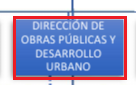 DIRECCIÓN DE
OBRAS PÚBLICAS Y
DESARROLLO
URBANO